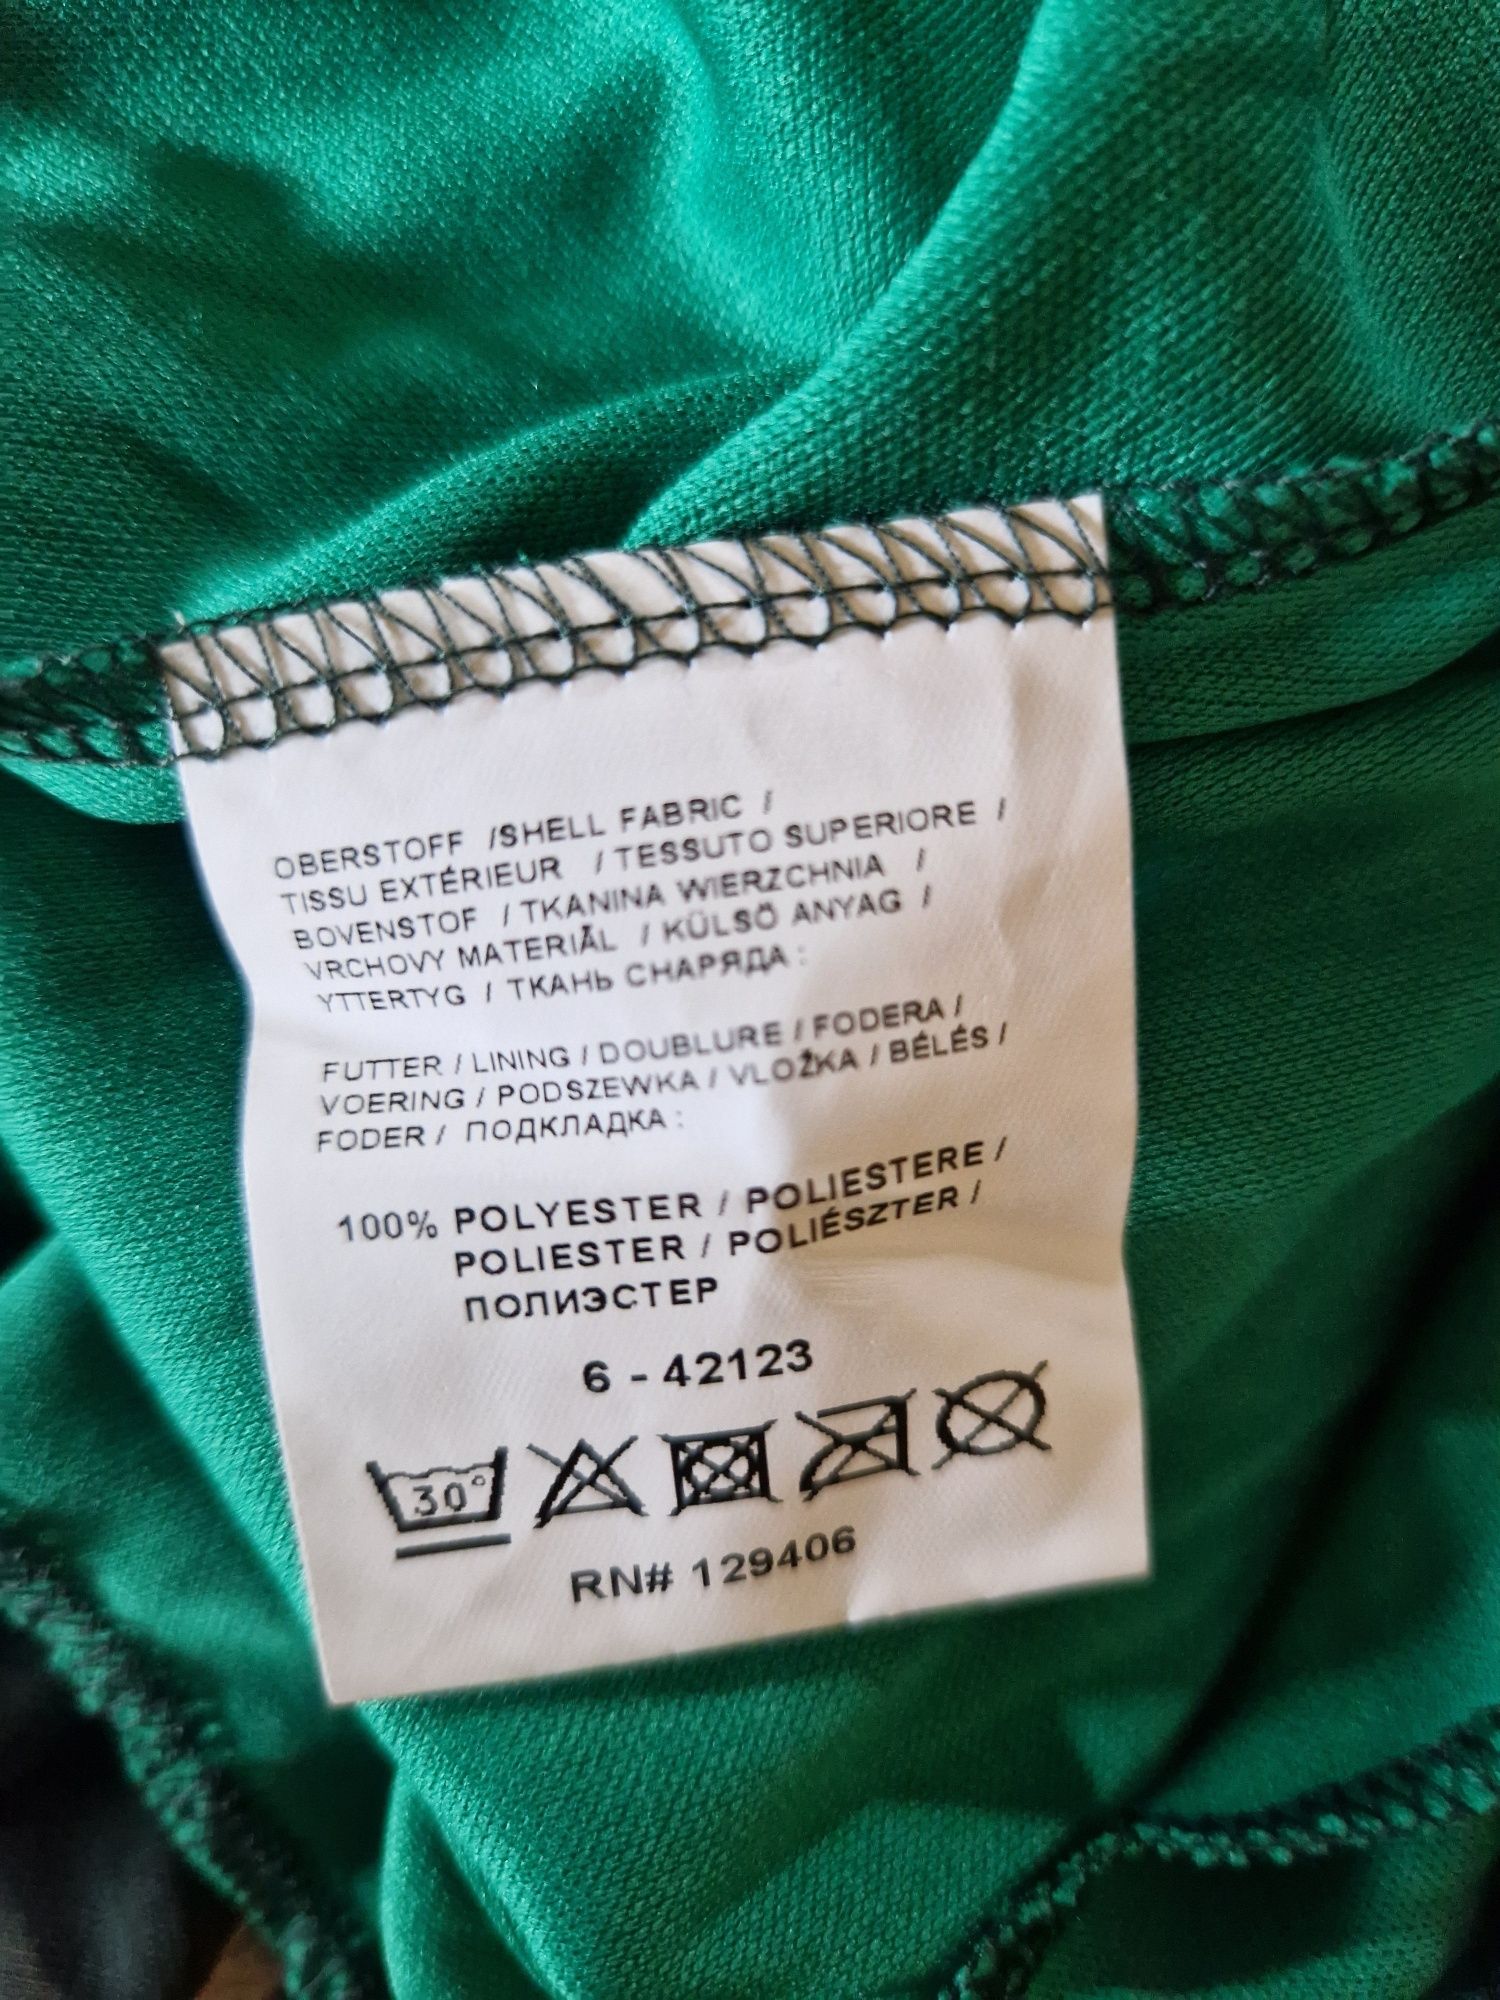 OBERSTOFF /SHELL FABRIC /
TISSU EXTÉRIEUR / TESSUTO SUPERIORE /
BOVENSTOF / TKANINA WIERZCHNIA /
VRCHOVY MATERIÁL / KÜLSÖ ANYAG /
YTTERTYG / ТКАНЬ СНАРЯДА :
FUTTER / LINING / DOUBLURE / FODERA /
VOERING / PODSZEWKA / VLOŽKA / BÉLÉS /
FODER / ПОДКЛАДКА :
100% POLYESTER / POLIESTERE /
POLIESTER / POLIÉSZTER /
ПОЛИЭСТЕР
6 - 42123
30°
RN# 129406